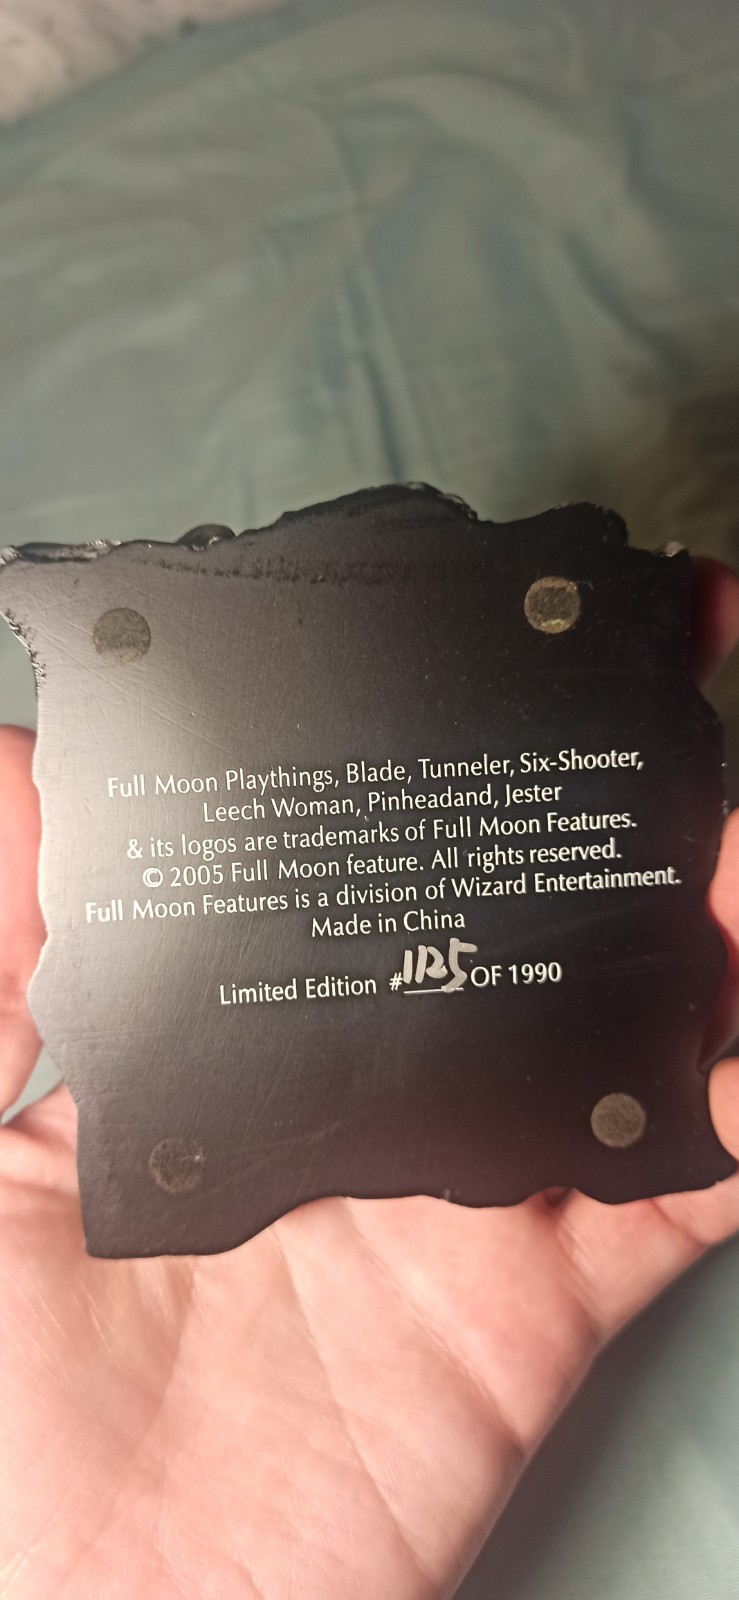 Full Moon Playthings, Blade, Tunneler, Six-Shooter,
Leech Woman, Pinheadand, Jester
& its logos are trademarks of Full Moon Features.
© 2005 Full Moon feature. All rights reserved.
Full Moon Features is a division of Wizard Entertainment.
Made in China
Limited Edition #1125 OF 1990